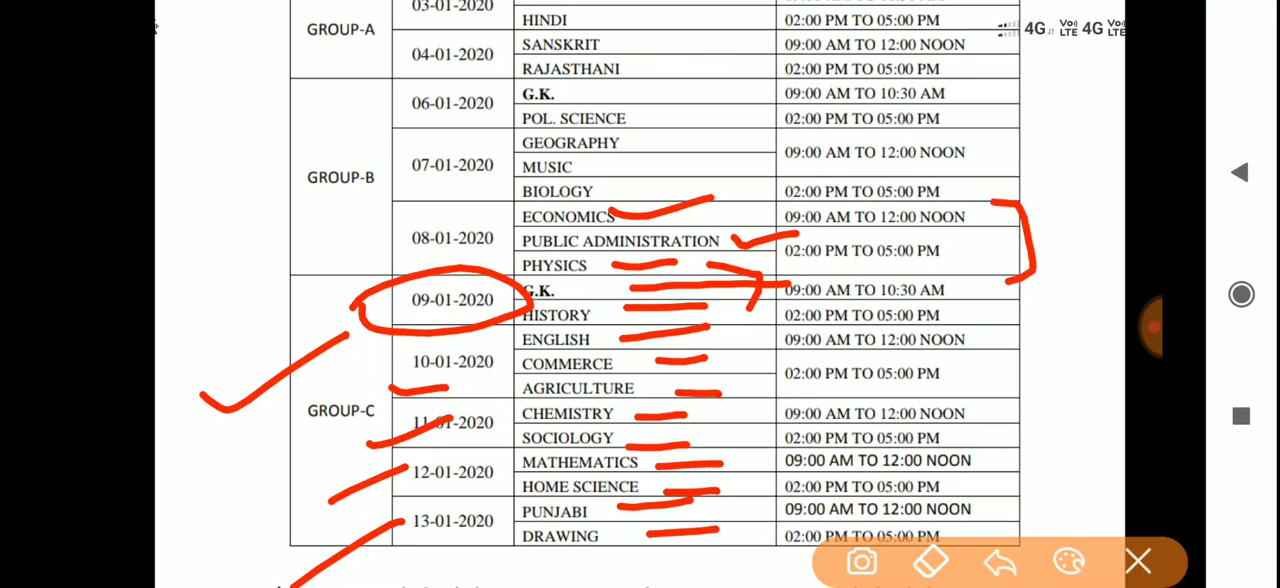 03-01-2020
HINDI 02:00 PM TO 05:00 PM
4G VoLTE 4G VoLTE
GROUP-A
04-01-2020
SANSKRIT 09:00 AM TO 12:00 NOON
RAJASTHANI 02:00 PM TO 05:00 PM
GROUP-B
06-01-2020
G.K. 09:00 AM TO 10:30 AM
POL. SCIENCE 02:00 PM TO 05:00 PM
07-01-2020
GEOGRAPHY
MUSIC
09:00 AM TO 12:00 NOON
BIOLOGY 02:00 PM TO 05:00 PM
08-01-2020
ECONOMICS 09:00 AM TO 12:00 NOON
PUBLIC ADMINISTRATION
PHYSICS
02:00 PM TO 05:00 PM
GROUP-C
09-01-2020
G.K. 09:00 AM TO 10:30 AM
HISTORY 02:00 PM TO 05:00 PM
10-01-2020
ENGLISH 09:00 AM TO 12:00 NOON
COMMERCE
AGRICULTURE
02:00 PM TO 05:00 PM
11-01-2020
CHEMISTRY 09:00 AM TO 12:00 NOON
SOCIOLOGY 02:00 PM TO 05:00 PM
12-01-2020
MATHEMATICS 09:00 AM TO 12:00 NOON
HOME SCIENCE 02:00 PM TO 05:00 PM
13-01-2020
PUNJABI 09:00 AM TO 12:00 NOON
DRAWING 02:00 PM TO 05:00 PM